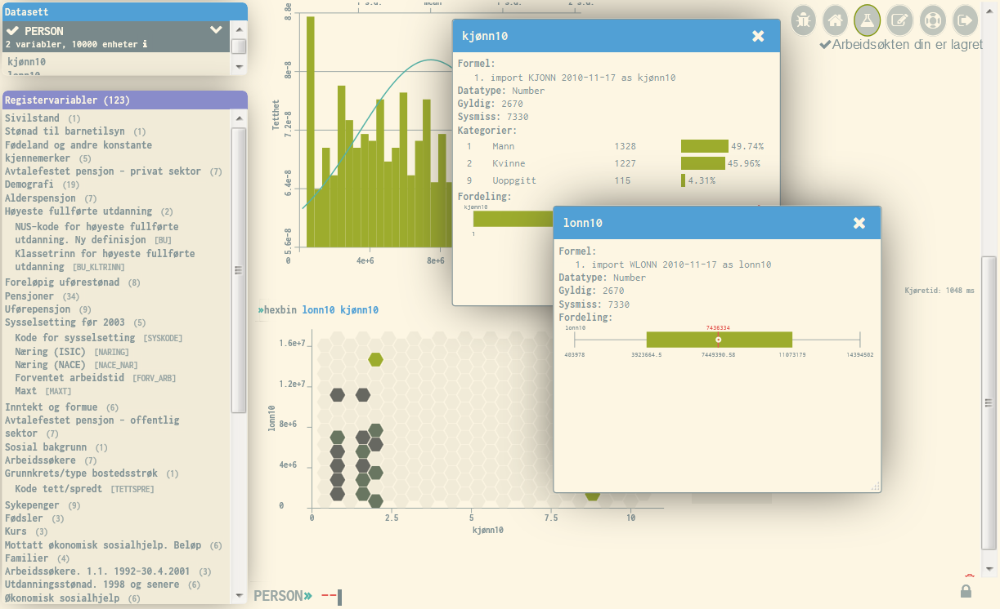 Datasett
PERSON
2 variabler, 10000 enheter
kjønn10
lonn10
Registervariabler (123)
Sivilstand (1)
Stønad til barnetilsyn (1)
Fødeland og andre konstante
kjennemerker (5)
Avtalefestet pensjon - privat sektor (7)
Demografi (19)
Alderspensjon (7)
Høyeste fullførte utdanning (2)
NUS-kode for høyeste fullførte
utdanning. Ny definisjon [BU]
Klassetrinn for høyeste fullførte
utdanning [BU_KLTRINN]
Foreløpig uførestønad (8)
Pensjoner (34)
Uførepensjon (9)
Sysselsetting før 2003 (5)
Kode for sysselsetting [SYSKODE]
Næring (ISIC) [NARING]
Næring (NACE) [NACE_NAR]
Forventet arbeidstid [FORV_ARB]
Maxt [MAXT]
Inntekt og formue (6)
Avtalefestet pensjon - offentlig
sektor (7)
Sosial bakgrunn (1)
Arbeidssøkere (7)
Grunnkrets/type bostedsstrøk (1)
Kode tett/spredt [TETTSPRE]
Sykepenger (9)
Fødsler (3)
Kurs (3)
Mottatt økonomisk sosialhjelp. Beløp (6)
Familier (4)
Arbeidssøkere. 1.1. 1992-30.4.2001 (3)
Utdanningsstønad. 1998 og senere (6)
Økonomisk sosialhjelp (6)
8.8e
8e-8
7.2e-8
6.4e-8
5.6e-8
Tetthet
0
4e+6
8e+6
»hexbin lonn10 kjønn10
1.6e+7
1.2e+7
8e+6
4e+6
0
lonn10
0
2.5
5
7.5
10
kjønn10
PERSON» --
Arbeidsøkten din er lagret
Kjøretid: 1048 ms
kjønn10
Formel:
1. import KJONN 2010-11-17 as kjønn10
Datatype: Number
Gyldig: 2670
Sysmiss: 7330
Kategorier:
1 Mann 1328 49.74%
2 Kvinne 1227 45.96%
9 Uoppgitt 115 4.31%
Fordeling:
kjønn10
1
lonn10
Formel:
1. import WLONN 2010-11-17 as lonn10
Datatype: Number
Gyldig: 2670
Sysmiss: 7330
Fordeling:
lonn10
7436334
403978 3923664.5 7449390.58 11073179 14394502